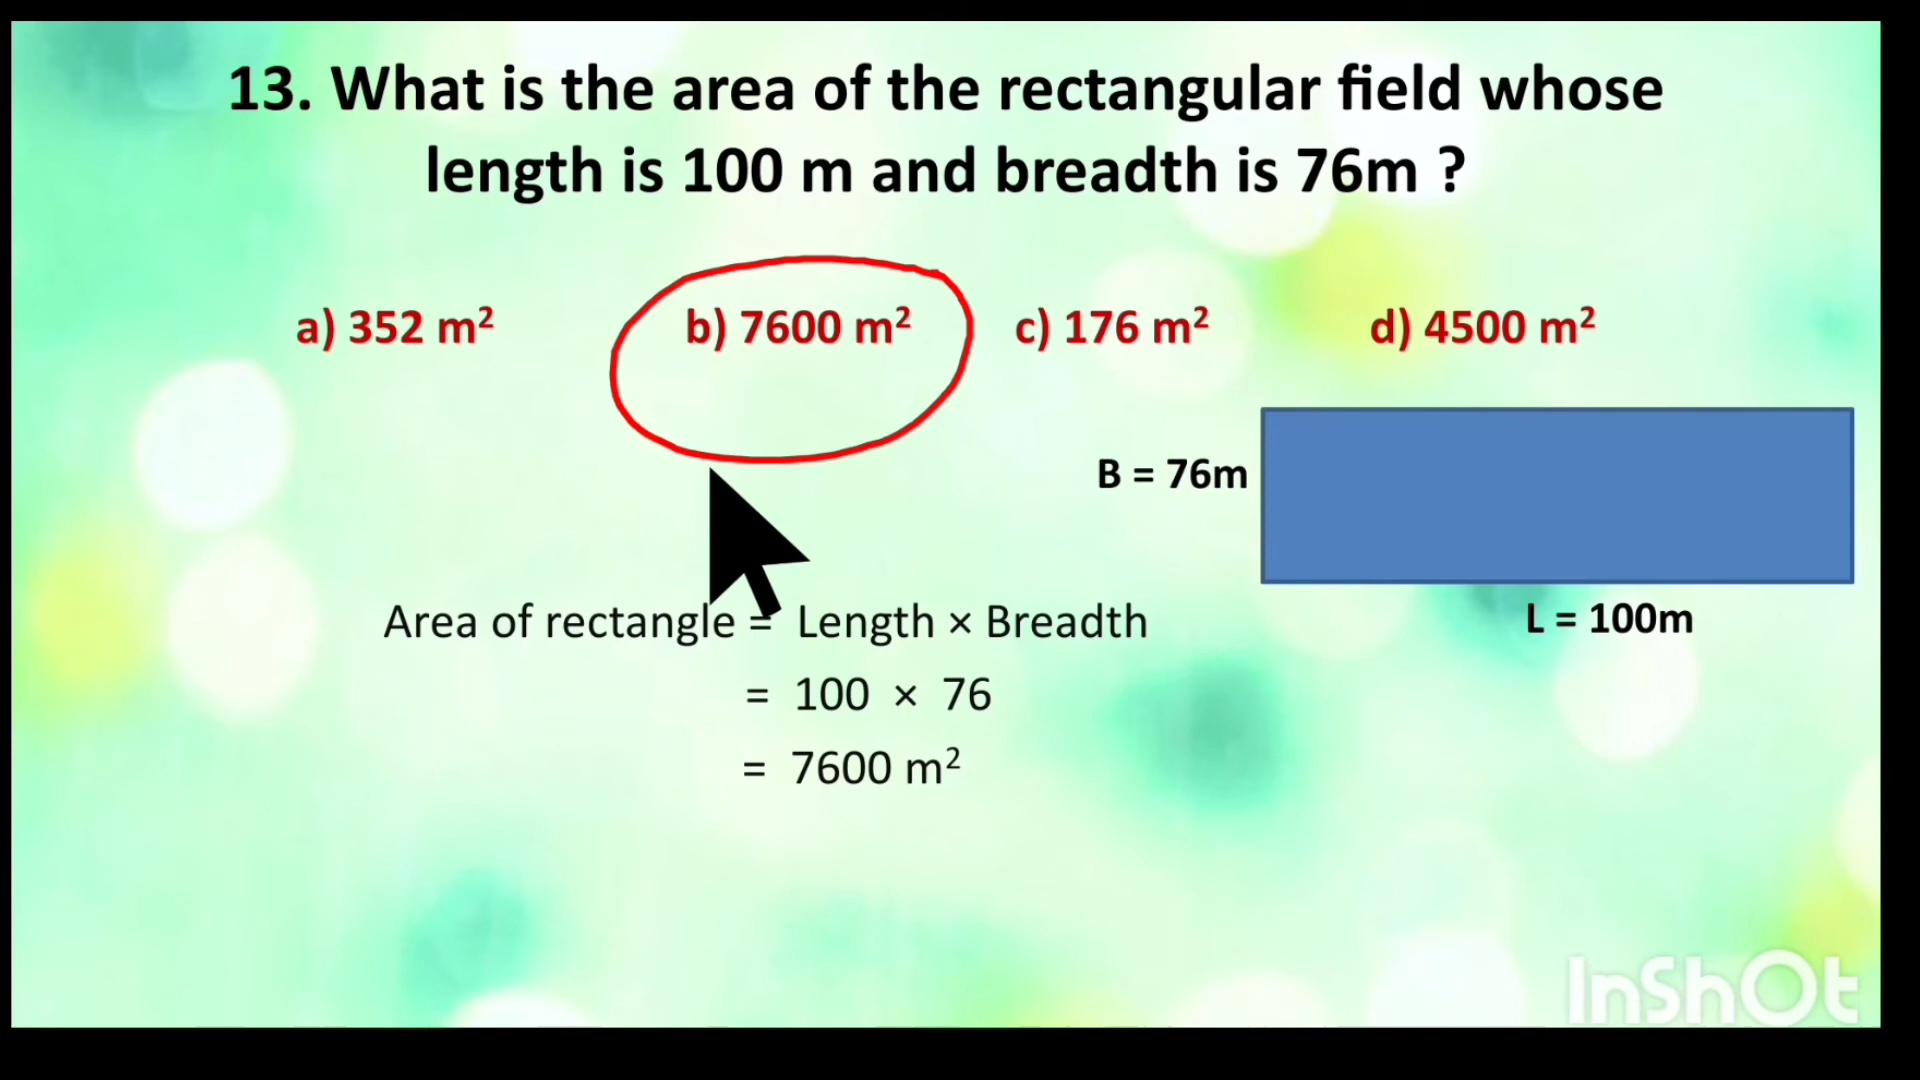 13. What is the area of the rectangular field whose
length is 100 m and breadth is 76m ?
a) 352 m² b) 7600 m² c) 176 m² d) 4500 m²
B = 76m
Area of rectangle = Length × Breadth
L = 100m
= 100 × 76
= 7600 m²
InShOt